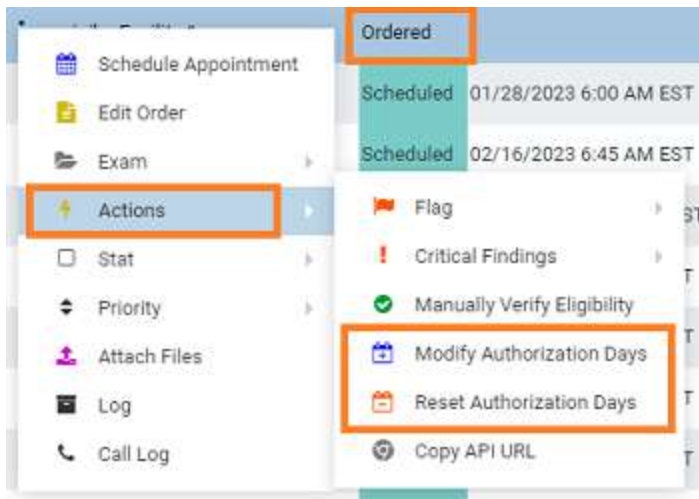 Ordered
Schedule Appointment
Scheduled 01/28/2023 6:00 AM EST
Edit Order
Scheduled 02/16/2023 6:45 AM EST
Exam
Actions
Flag
Stat
Critical Findings
Priority
Manually Verify Eligibility
Attach Files
Modify Authorization Days
Log
Reset Authorization Days
Call Log
Copy API URL